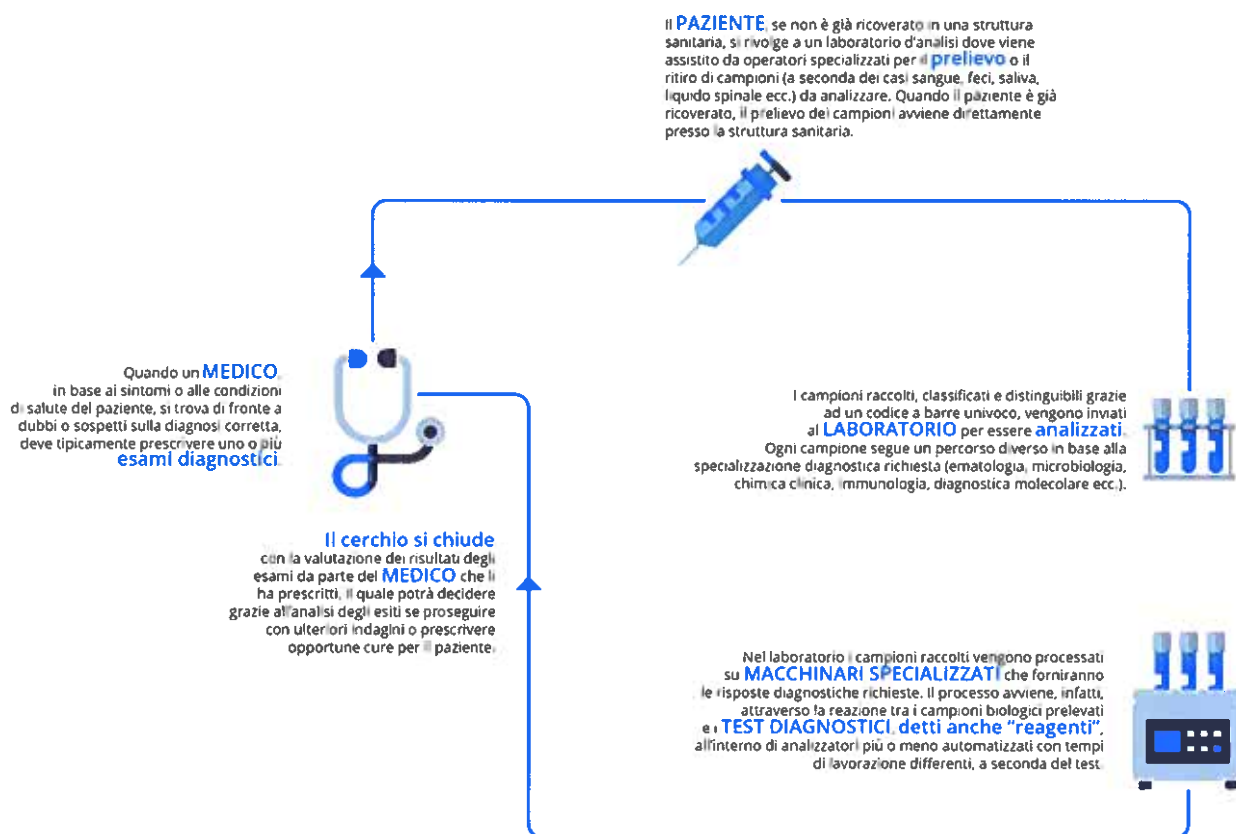 Il PAZIENTE, se non è già ricoverato in una struttura
sanitaria, si rivolge a un laboratorio d'analisi dove viene
assistito da operatori specializzati per il prelievo o il
ritiro di campioni (a seconda dei casi sangue, feci, saliva,
liquido spinale ecc.) da analizzare. Quando il paziente è già
ricoverato, il prelievo dei campioni avviene direttamente
presso la struttura sanitaria.
Quando un MEDICO,
in base ai sintomi o alle condizioni
di salute del paziente, si trova di fronte a
dubbi o sospetti sulla diagnosi corretta,
deve tipicamente prescrivere uno o più
esami diagnostici.
I campioni raccolti, classificati e distinguibili grazie
ad un codice a barre univoco, vengono inviati
al LABORATORIO per essere analizzati.
Ogni campione segue un percorso diverso in base alla
specializzazione diagnostica richiesta (ematologia, microbiologia,
chimica clinica, immunologia, diagnostica molecolare ecc.).
Il cerchio si chiude
con la valutazione dei risultati degli
esami da parte del MEDICO che li
ha prescritti, il quale potrà decidere
grazie all'analisi degli esiti se proseguire
con ulteriori indagini o prescrivere
opportune cure per il paziente.
Nel laboratorio i campioni raccolti vengono processati
su MACCHINARI SPECIALIZZATI che forniranno
le risposte diagnostiche richieste. Il processo avviene, infatti,
attraverso la reazione tra i campioni biologici prelevati
e i TEST DIAGNOSTICI, detti anche "reagenti",
all'interno di analizzatori più o meno automatizzati con tempi
di lavorazione differenti, a seconda del test.